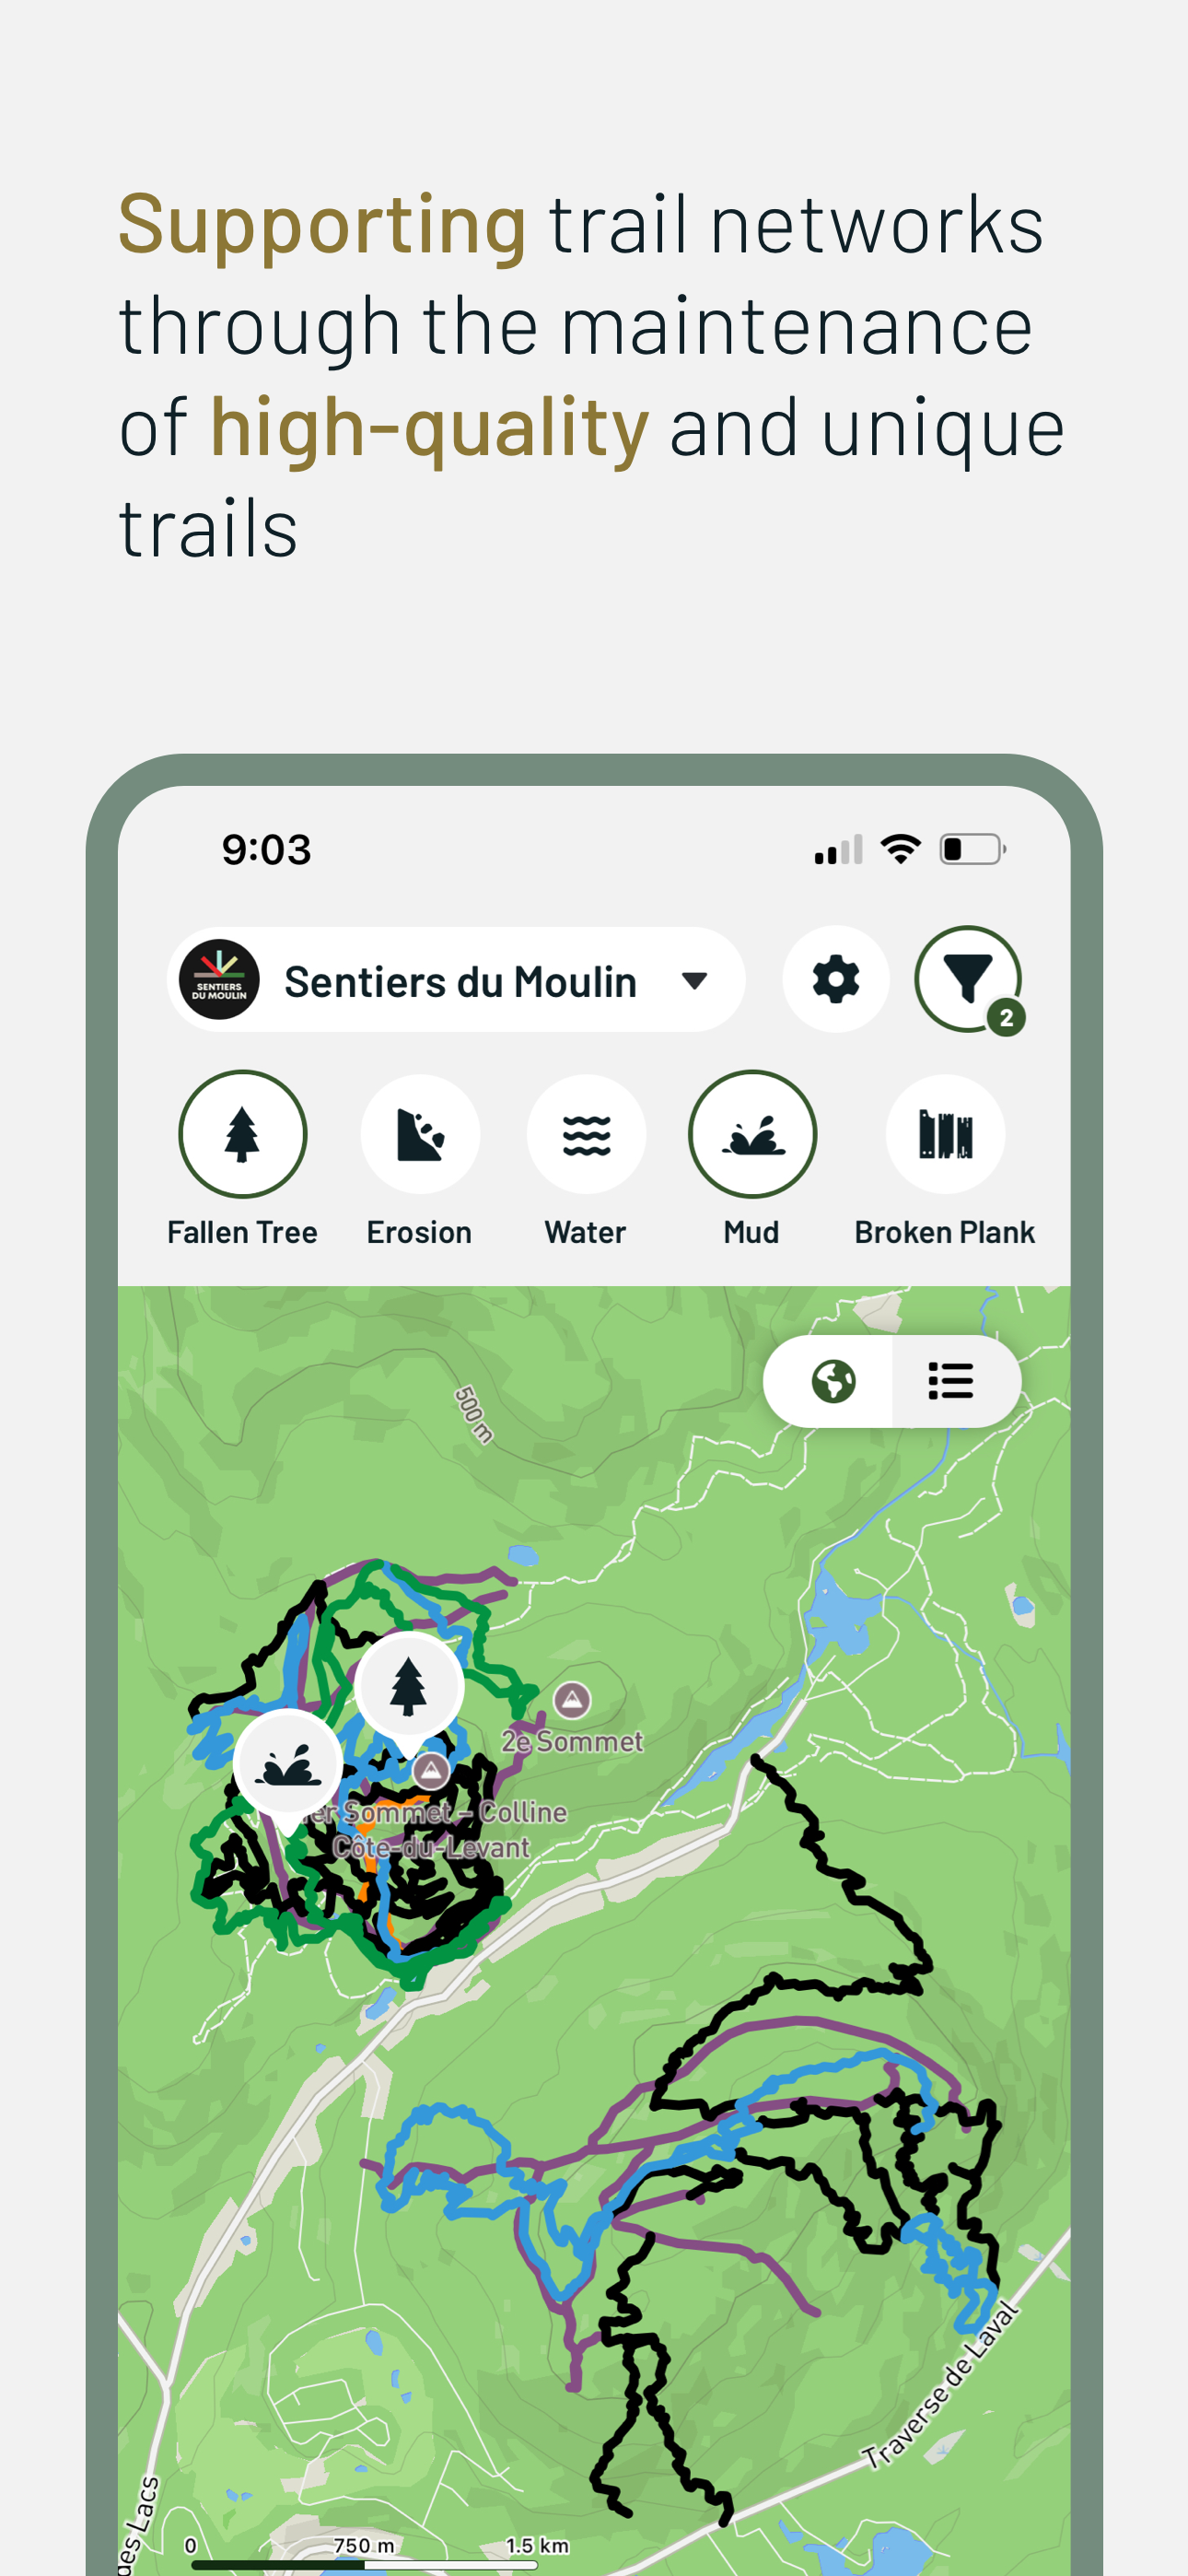 Supporting trail networks
through the maintenance
of high-quality and unique
trails
9:03
SENTIERS
DU MOULIN
Sentiers du Moulin
2
Fallen Tree
Erosion
Water
Mud
Broken Plank
500 m
2e Sommet
er Sommet – Colline
Côte-du-Levant
Traverse de Laval
des Lacs
0
750 m
1.5 km